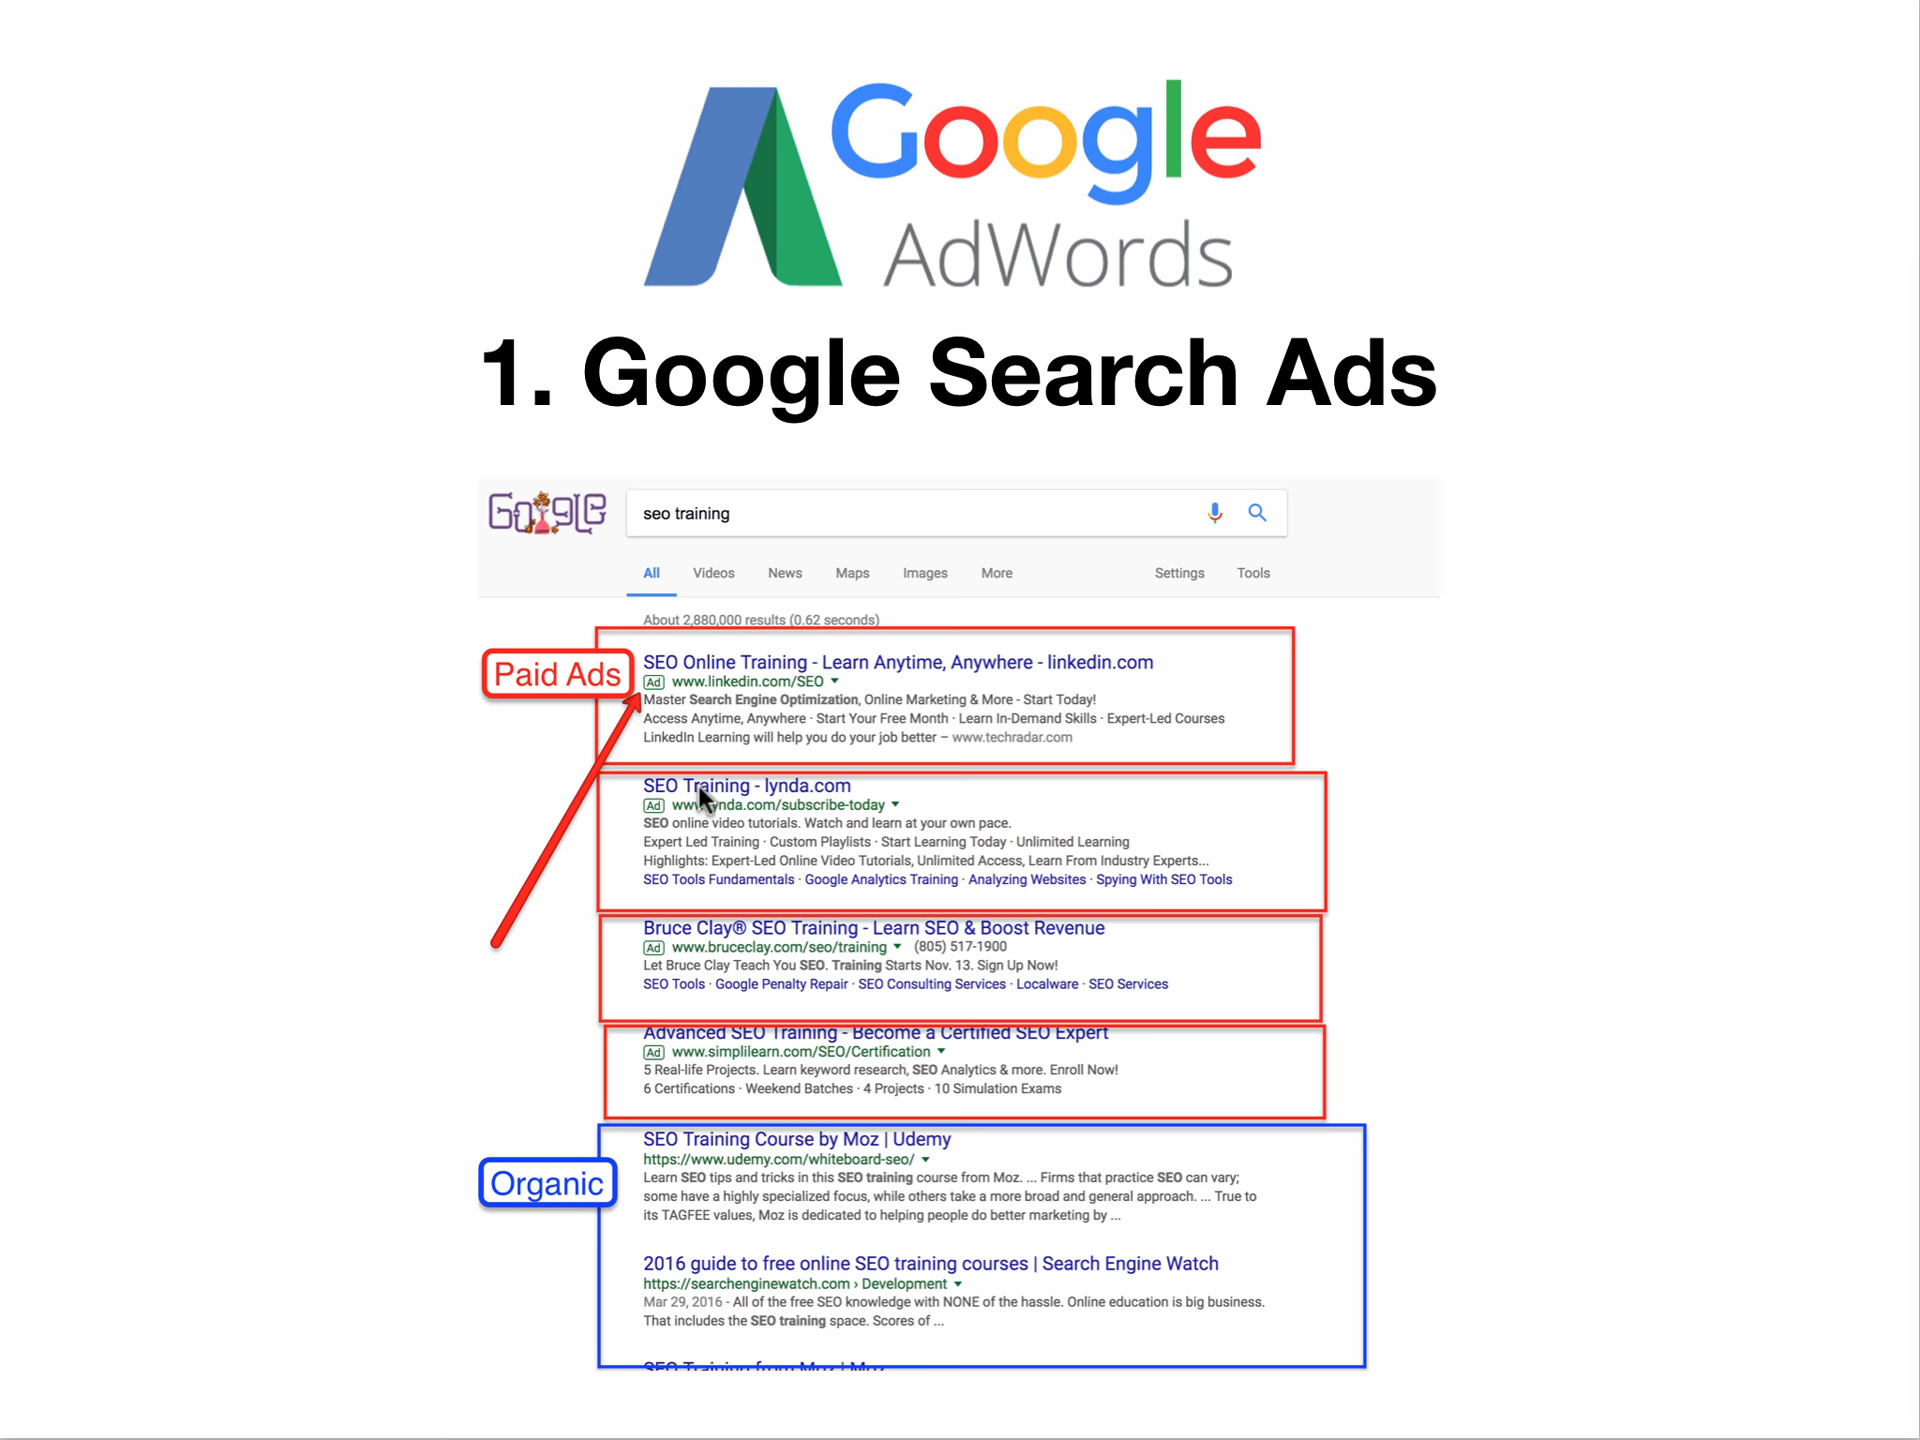 Google
AdWords
1. Google Search Ads
Google
seo training
All Videos News Maps Images More Settings Tools
About 2,880,000 results (0.62 seconds)
Paid Ads
SEO Online Training - Learn Anytime, Anywhere - linkedin.com
Ad www.linkedin.com/SEO
Master Search Engine Optimization, Online Marketing & More - Start Today!
Access Anytime, Anywhere · Start Your Free Month · Learn In-Demand Skills · Expert-Led Courses
LinkedIn Learning will help you do your job better – www.techradar.com
SEO Training - lynda.com
Ad www.lynda.com/subscribe-today
SEO online video tutorials. Watch and learn at your own pace.
Expert Led Training · Custom Playlists · Start Learning Today · Unlimited Learning
Highlights: Expert-Led Online Video Tutorials, Unlimited Access, Learn From Industry Experts...
SEO Tools Fundamentals · Google Analytics Training · Analyzing Websites · Spying With SEO Tools
Bruce Clay® SEO Training - Learn SEO & Boost Revenue
Ad www.bruceclay.com/seo/training (805) 517-1900
Let Bruce Clay Teach You SEO. Training Starts Nov. 13. Sign Up Now!
SEO Tools · Google Penalty Repair · SEO Consulting Services · Localware · SEO Services
Advanced SEO Training - Become a Certified SEO Expert
Ad www.simplilearn.com/SEO/Certification
5 Real-life Projects. Learn keyword research, SEO Analytics & more. Enroll Now!
6 Certifications · Weekend Batches · 4 Projects · 10 Simulation Exams
Organic
SEO Training Course by Moz | Udemy
https://www.udemy.com/whiteboard-seo/
Learn SEO tips and tricks in this SEO training course from Moz. ... Firms that practice SEO can vary;
some have a highly specialized focus, while others take a more broad and general approach. ... True to
its TAGFEE values, Moz is dedicated to helping people do better marketing by ...
2016 guide to free online SEO training courses | Search Engine Watch
https://searchenginewatch.com › Development
Mar 29, 2016 - All of the free SEO knowledge with NONE of the hassle. Online education is big business.
That includes the SEO training space. Scores of ...
SEO Training from Moz | Moz